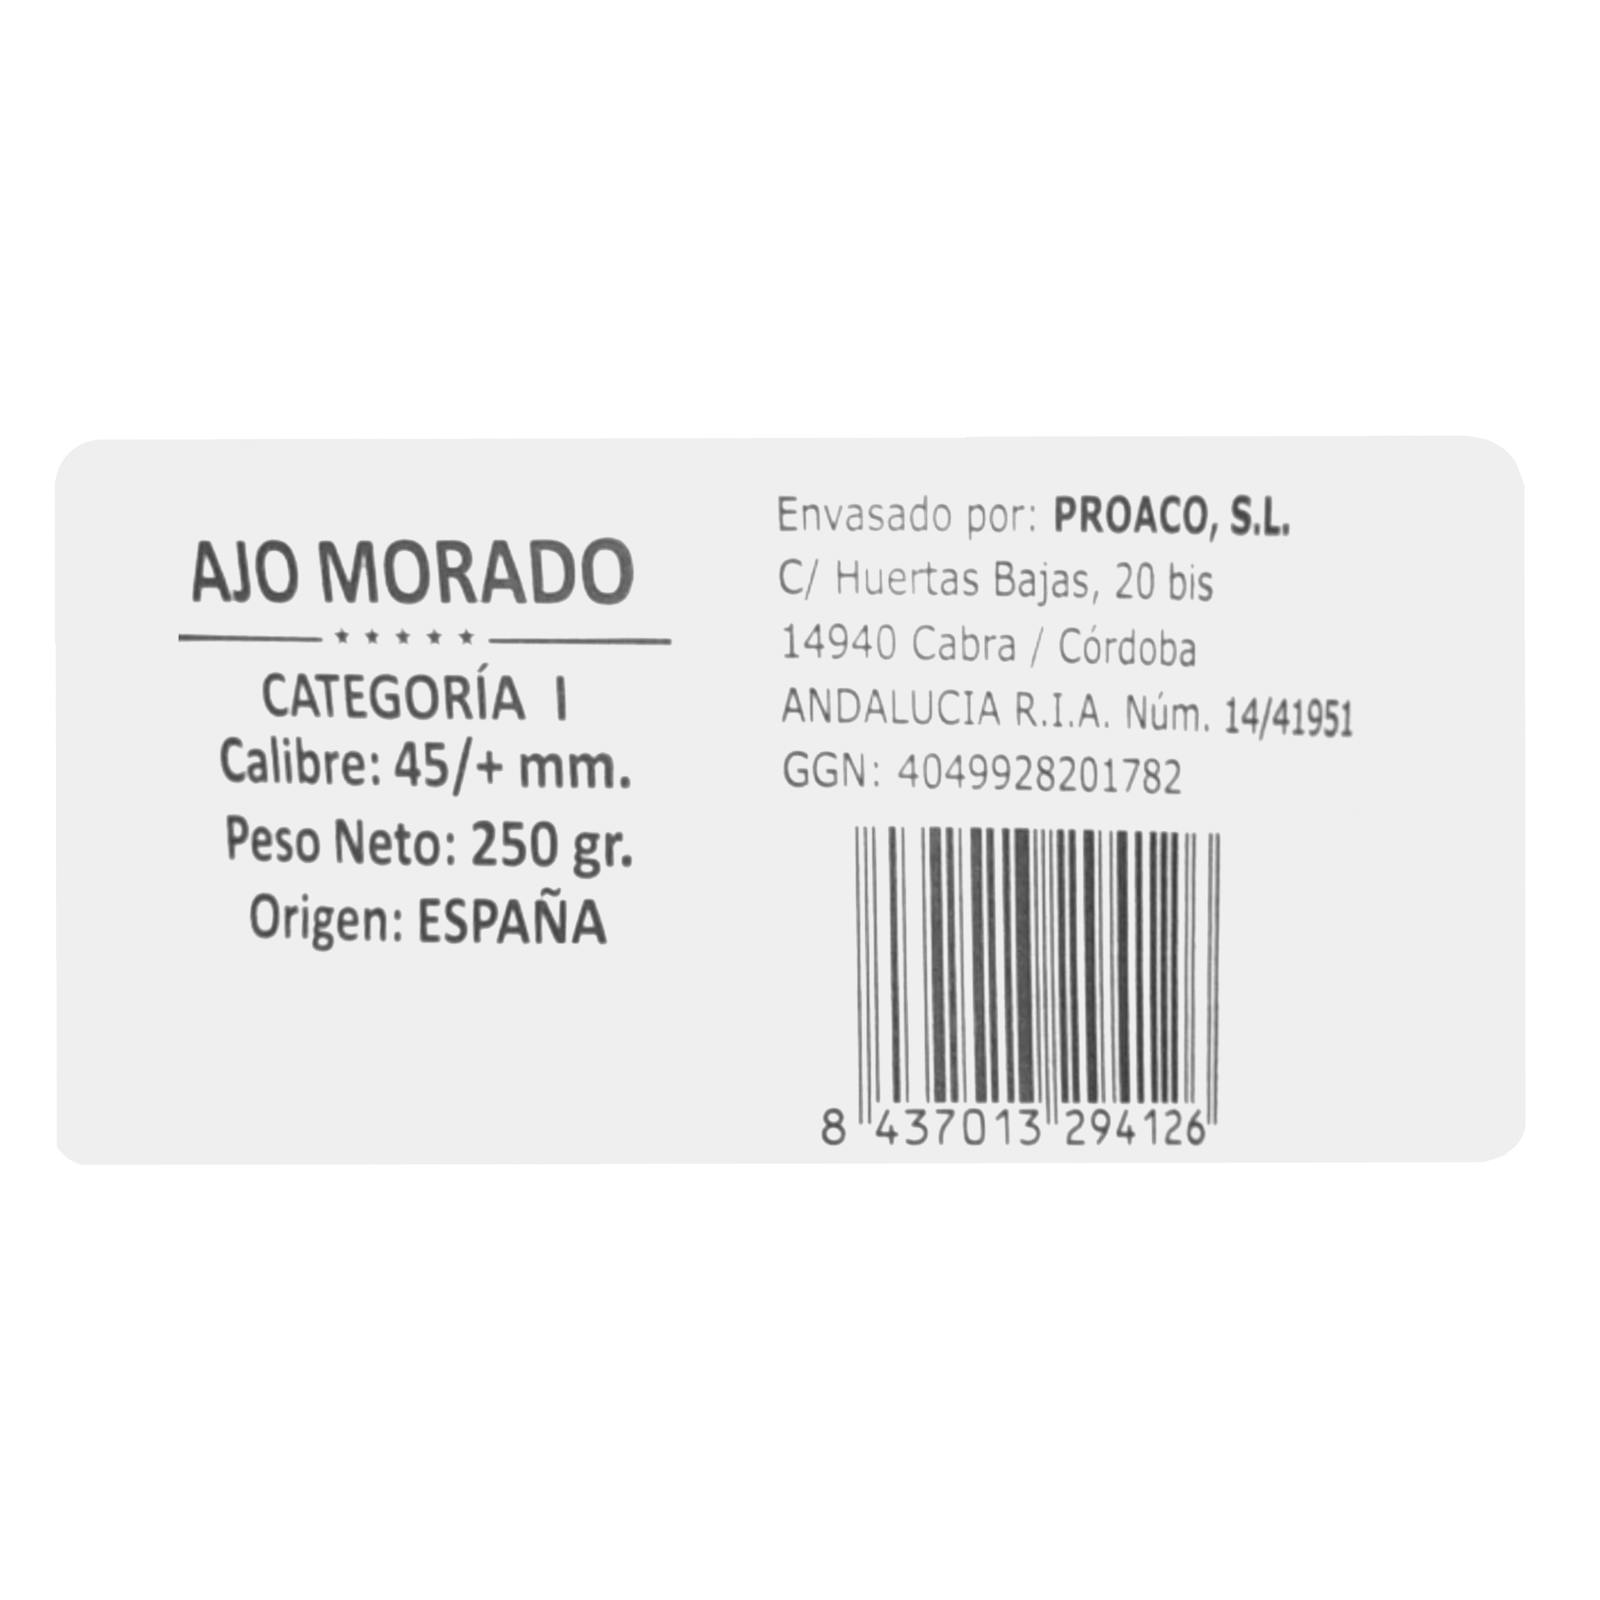 AJO MORADO
CATEGORÍA I
Calibre: 45/+ mm.
Peso Neto: 250 gr.
Origen: ESPAÑA
Envasado por: PROACO, S.L.
C/ Huertas Bajas, 20 bis
14940 Cabra / Córdoba
ANDALUCIA R.I.A. Núm. 14/41951
GGN: 4049928201782
8 437013 294126